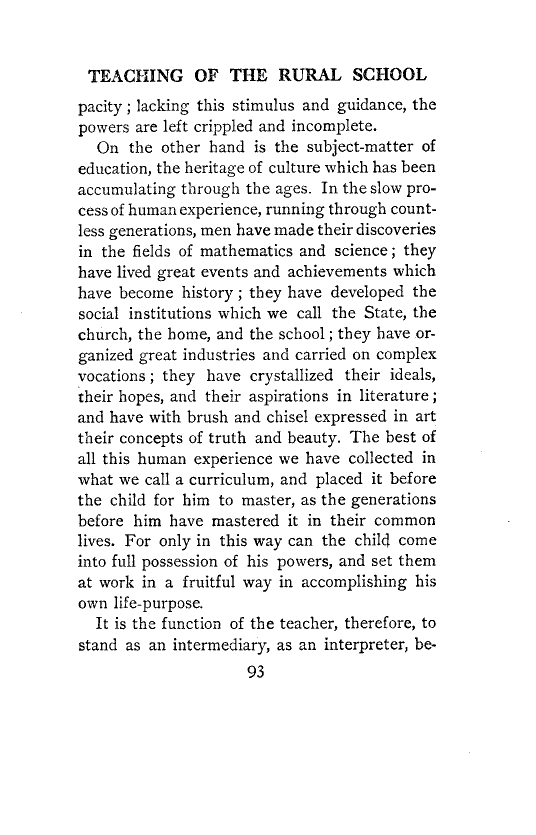 TEACHING OF THE RURAL SCHOOL
pacity ; lacking this stimulus and guidance, the
powers are left crippled and incomplete.
On the other hand is the subject-matter of
education, the heritage of culture which has been
accumulating through the ages. In the slow pro-
cess of human experience, running through count-
less generations, men have made their discoveries
in the fields of mathematics and science ; they
have lived great events and achievements which
have become history ; they have developed the
social institutions which we call the State, the
church, the home, and the school ; they have or-
ganized great industries and carried on complex
vocations ; they have crystallized their ideals,
their hopes, and their aspirations in literature ;
and have with brush and chisel expressed in art
their concepts of truth and beauty. The best of
all this human experience we have collected in
what we call a curriculum, and placed it before
the child for him to master, as the generations
before him have mastered it in their common
lives. For only in this way can the child come
into full possession of his powers, and set them
at work in a fruitful way in accomplishing his
own life-purpose.
It is the function of the teacher, therefore, to
stand as an intermediary, as an interpreter, be-
93